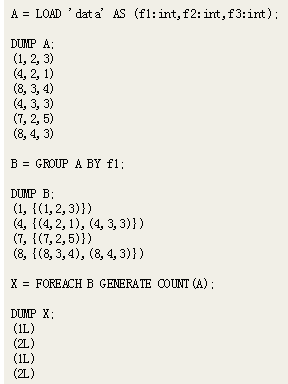 A = LOAD 'data' AS (f1:int,f2:int,f3:int);
DUMP A;
(1,2,3)
(4,2,1)
(8,3,4)
(4,3,3)
(7,2,5)
(8,4,3)
B = GROUP A BY f1;
DUMP B;
(1,{(1,2,3)})
(4,{(4,2,1),(4,3,3)})
(7,{(7,2,5)})
(8,{(8,3,4),(8,4,3)})
X = FOREACH B GENERATE COUNT(A);
DUMP X;
(1L)
(2L)
(1L)
(2L)